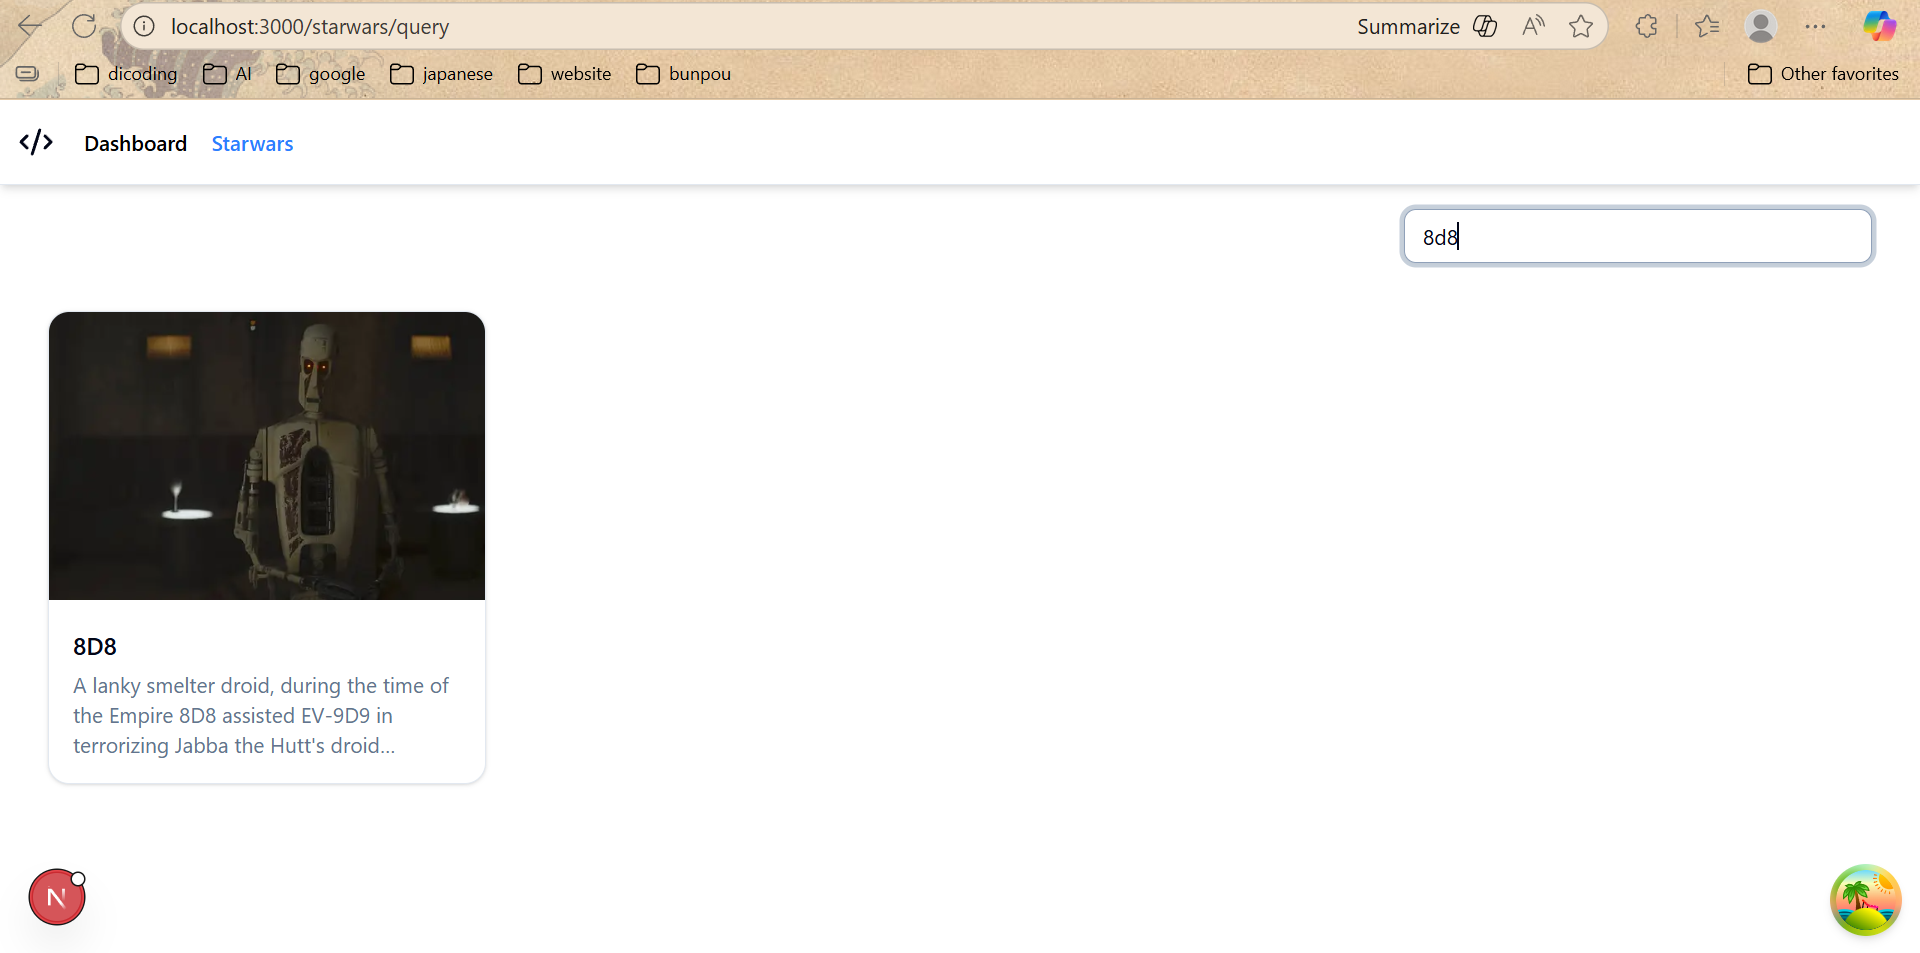 localhost:3000/starwars/query
Summarize
dicoding
AI
google
japanese
website
bunpou
Other favorites
</> Dashboard Starwars
8d8
8D8
A lanky smelter droid, during the time of
the Empire 8D8 assisted EV-9D9 in
terrorizing Jabba the Hutt's droid...
N